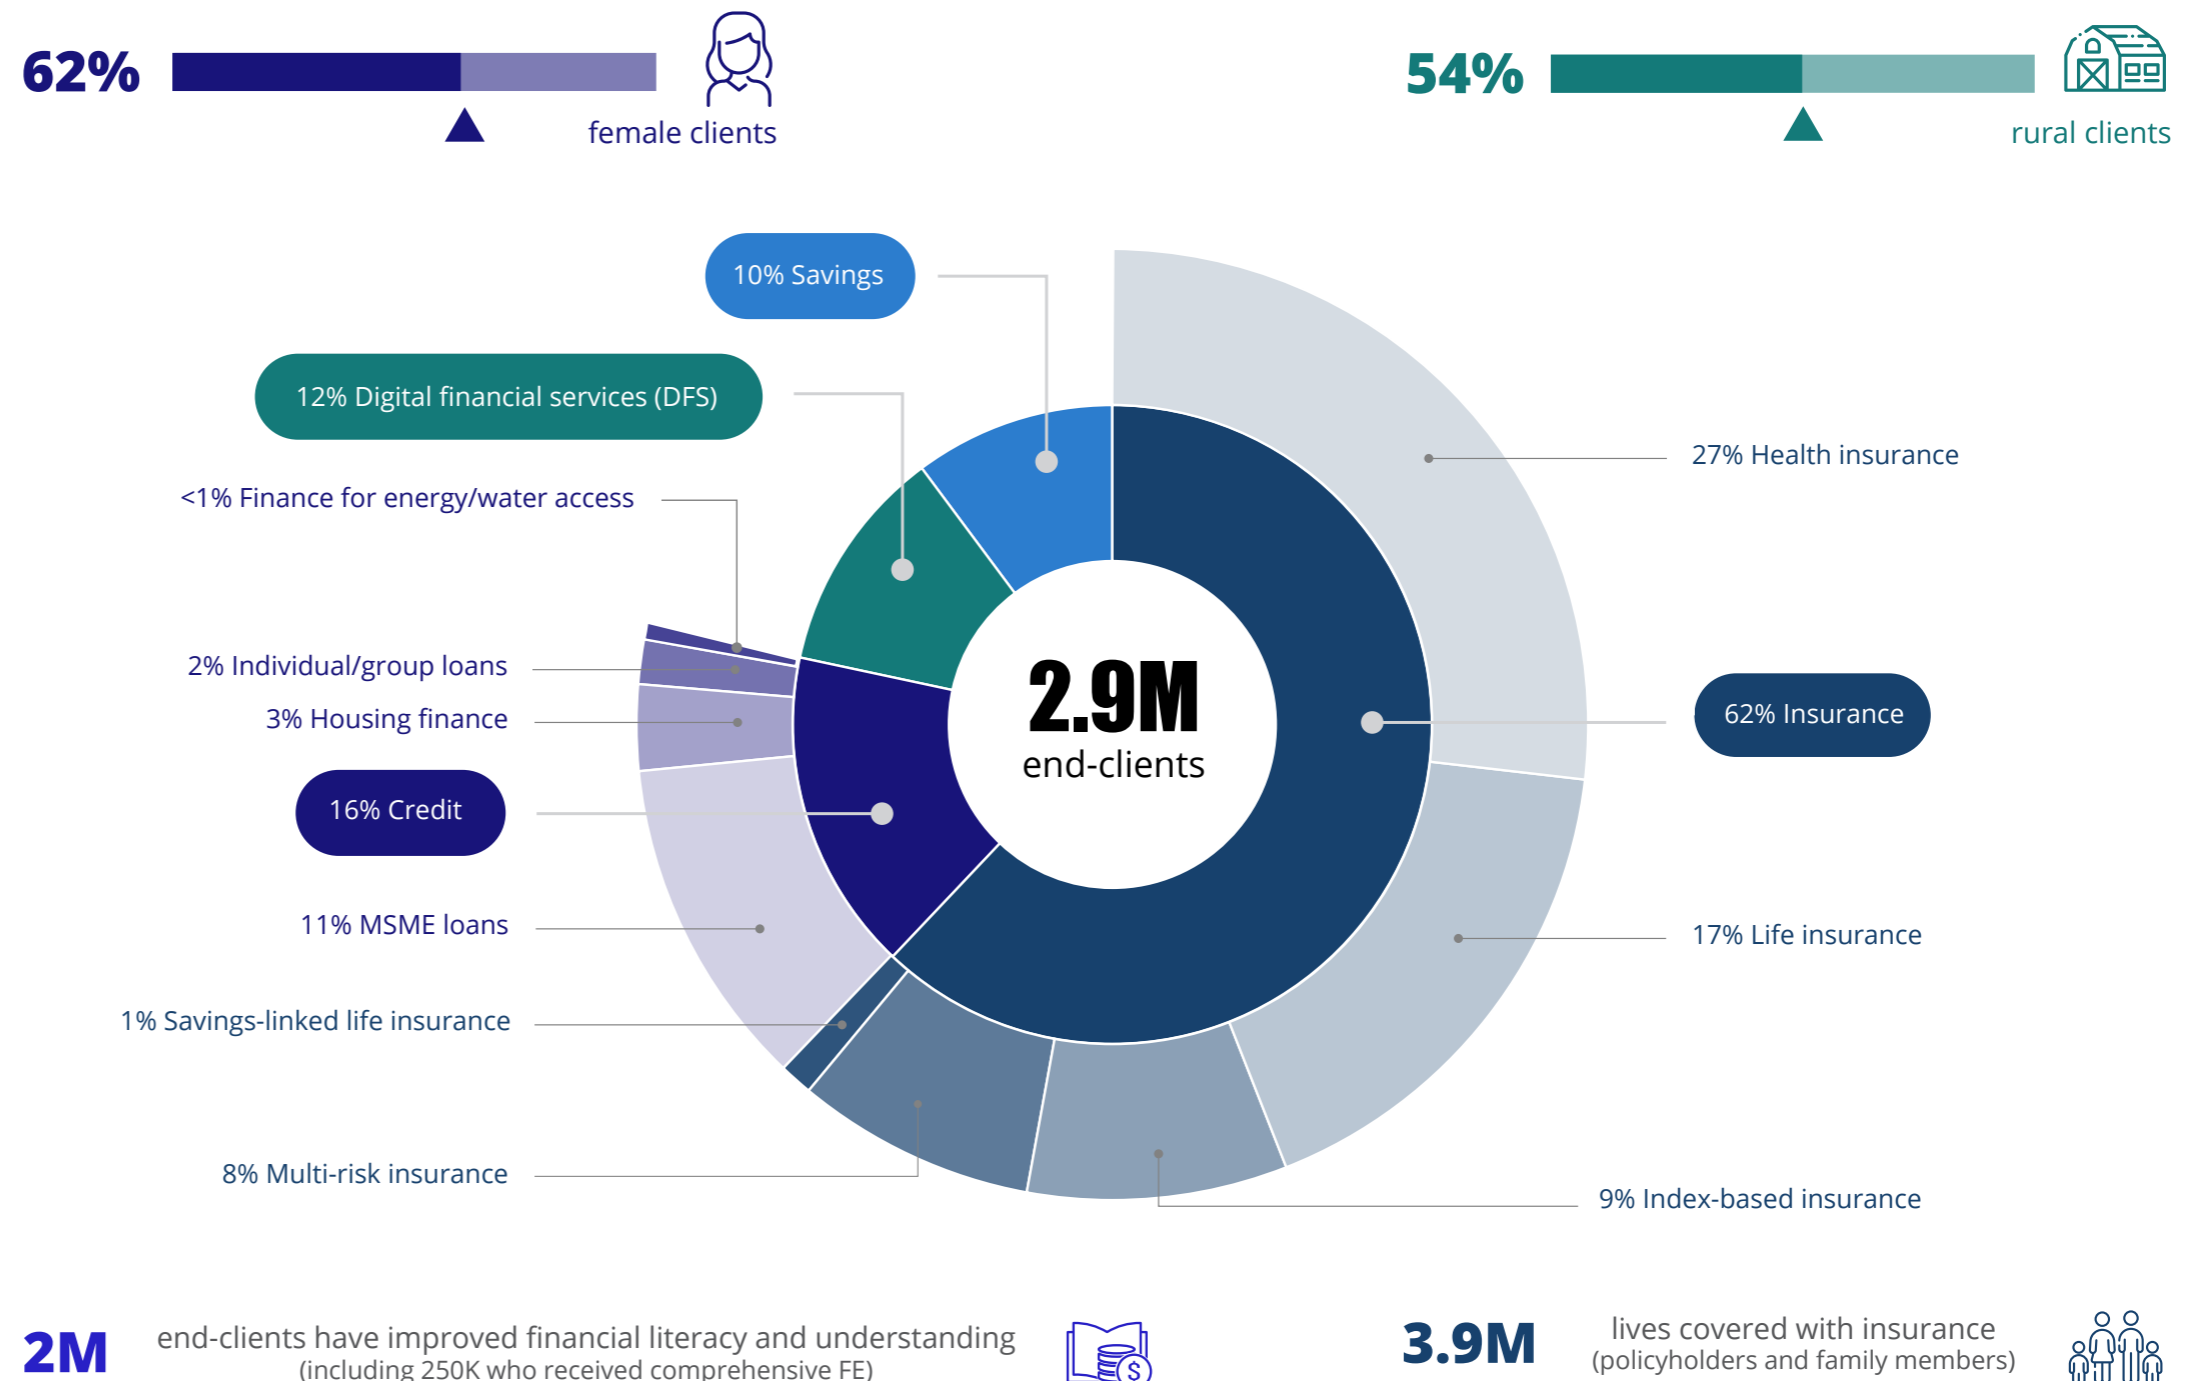 62%
female clients
54%
rural clients
10% Savings
12% Digital financial services (DFS)
27% Health insurance
<1% Finance for energy/water access
2% Individual/group loans
3% Housing finance
2.9M
end-clients
62% Insurance
16% Credit
11% MSME loans
17% Life insurance
1% Savings-linked life insurance
8% Multi-risk insurance
9% Index-based insurance
2M
end-clients have improved financial literacy and understanding
(including 250K who received comprehensive FE)
$
3.9M
lives covered with insurance
(policyholders and family members)